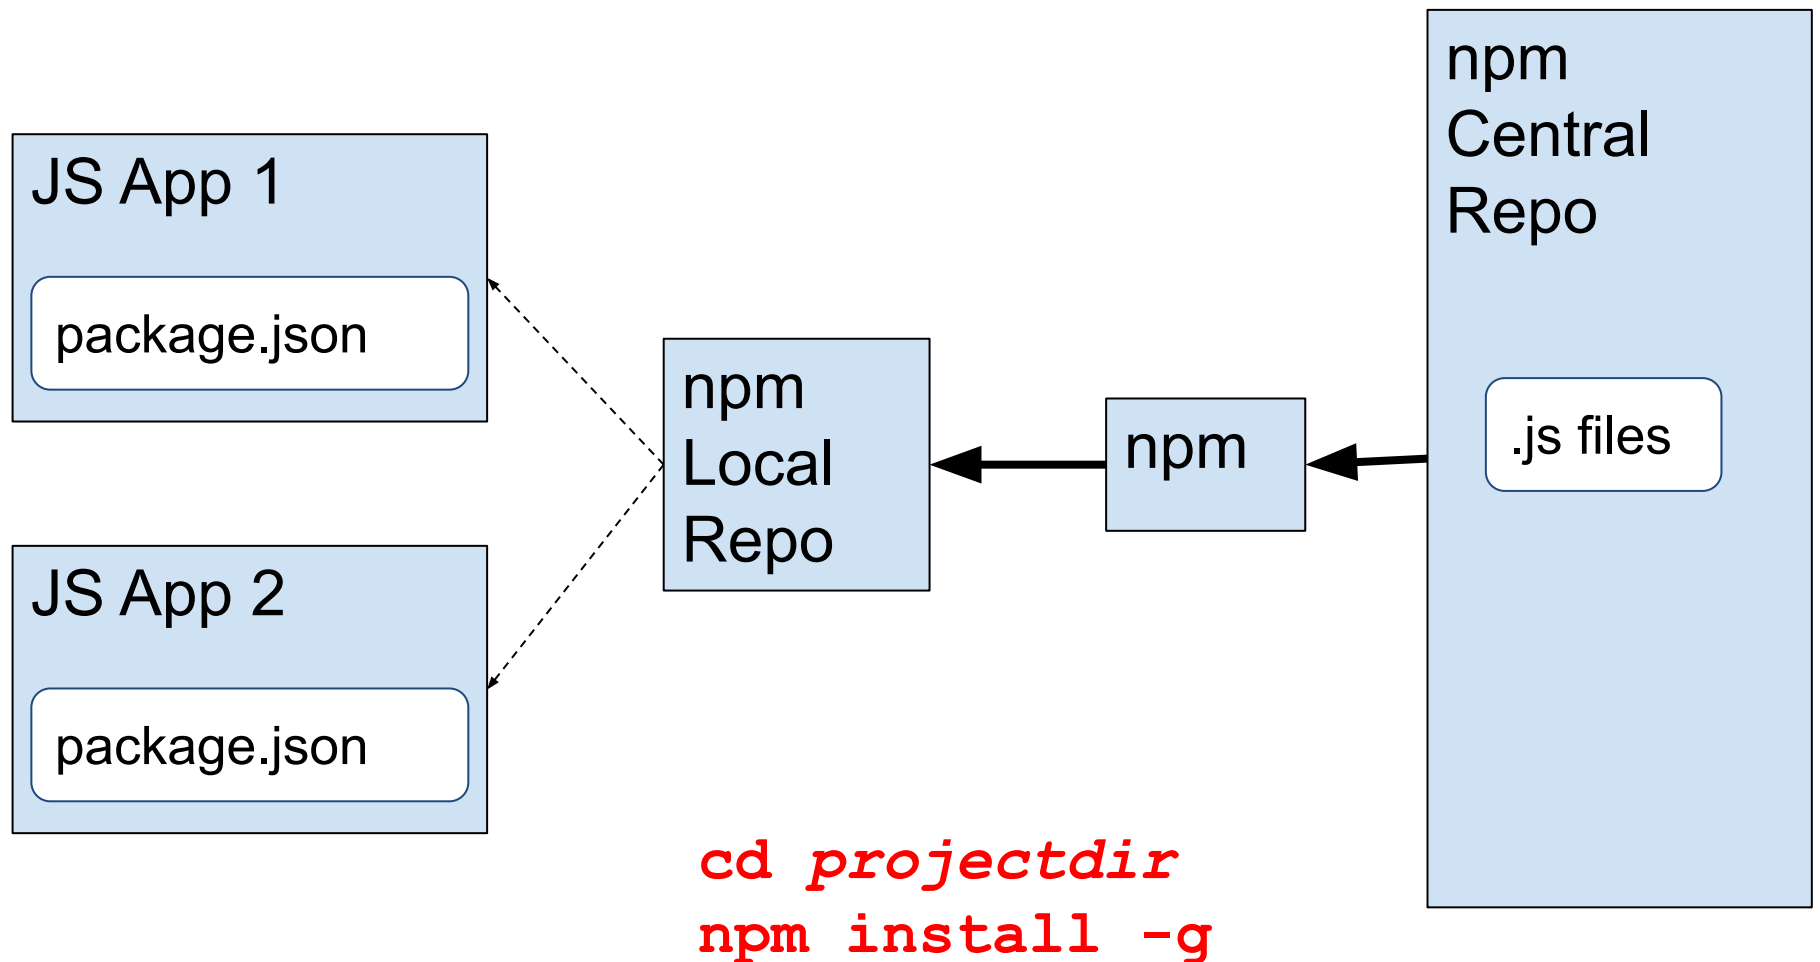 JS App 1
package.json
JS App 2
package.json
npm
Local
Repo
npm
npm
Central
Repo
.js files
cd projectdir
npm install -g